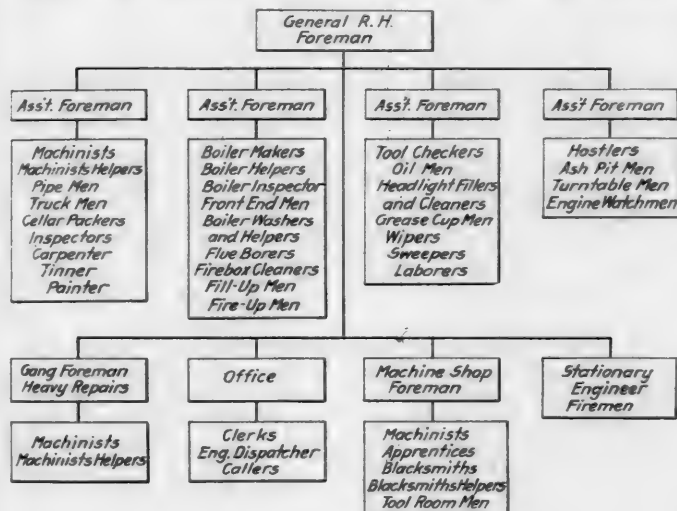 General R. H.
Foreman
Ass't. Foreman
Machinists
Machinists Helpers
Pipe Men
Truck Men
Cellar Packers
Inspectors
Carpenter
Tinner
Painter
Ass't. Foreman
Boiler Makers
Boiler Helpers
Boiler Inspector
Front End Men
Boiler Washers
and Helpers
Flue Borers
Firebox Cleaners
Fill-Up Men
Fire-Up Men
Ass't. Foreman
Tool Checkers
Oil Men
Headlight Fillers
and Cleaners
Grease Cup Men
Wipers
Sweepers
Laborers
Ass't Foreman
Hostlers
Ash Pit Men
Turntable Men
Engine Watchmen
Gang Foreman
Heavy Repairs
Machinists
Machinists Helpers
Office
Clerks
Eng. Dispatcher
Callers
Machine Shop
Foreman
Machinists
Apprentices
Blacksmiths
Blacksmiths Helpers
Tool Room Men
Stationary
Engineer
Firemen